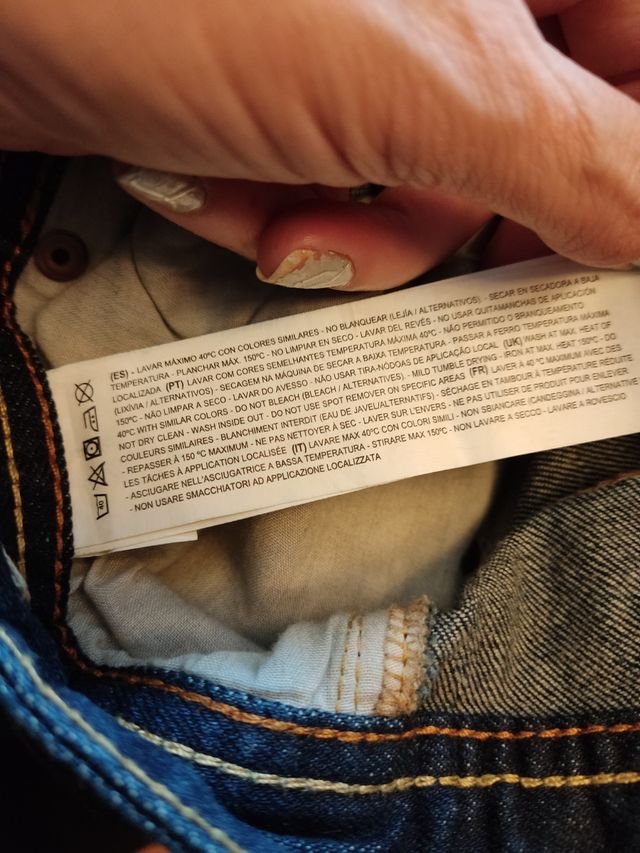 (ES) - LAVAR MÁXIMO 40ºC CON COLORES SIMILARES - NO BLANQUEAR (LEJÍA / ALTERNATIVOS) - SECAR EN SECADORA A BAJA
TEMPERATURA - PLANCHAR MÁX. 150ºC - NO LIMPIAR EN SECO - LAVAR DEL REVÉS - NO USAR QUITAMANCHAS DE APLICACIÓN
LOCALIZADA (PT) LAVAR COM CORES SEMELHANTES TEMPERATURA MÁXIMA 40ºC - NÃO PERMITIDO O BRANQUEAMENTO
(LIXÍVIA / ALTERNATIVOS) - SECAGEM NA MÁQUINA DE SECAR A BAIXA TEMPERATURA - PASSAR A FERRO TEMPERATURA MÁXIMA
150ºC - NÃO LIMPAR A SECO - LAVAR DO AVESSO - NÃO USAR TIRA-NÓDOAS DE APLICAÇÃO LOCAL (UK) WASH AT MAX. HEAT OF
40ºC WITH SIMILAR COLORS - DO NOT BLEACH (BLEACH / ALTERNATIVES) - MILD TUMBLE DRYING - IRON AT MAX. HEAT 150ºC - DO
NOT DRY CLEAN - WASH INSIDE OUT - DO NOT USE SPOT REMOVER ON SPECIFIC AREAS (FR) LAVER À 40 ºC MAXIMUM AVEC DES
COULEURS SIMILAIRES - BLANCHIMENT INTERDIT (EAU DE JAVEL/ALTERNATIFS) - SÉCHAGE EN TAMBOUR À TEMPÉRATURE RÉDUITE
- REPASSER À 150 ºC MAXIMUM - NE PAS NETTOYER À SEC - LAVER SUR L'ENVERS - NE PAS UTILISER DE PRODUIT POUR ENLEVER
LES TÂCHES À APPLICATION LOCALISÉE (IT) LAVARE MAX 40ºC CON COLORI SIMILI - NON SBIANCARE (CANDEGGINA / ALTERNATIVE
- ASCIUGARE NELL'ASCIUGATRICE A BASSA TEMPERATURA - STIRARE MAX 150ºC - NON LAVARE A SECCO - LAVARE A ROVESCIO
- NON USARE SMACCHIATORI AD APPLICAZIONE LOCALIZZATA
40